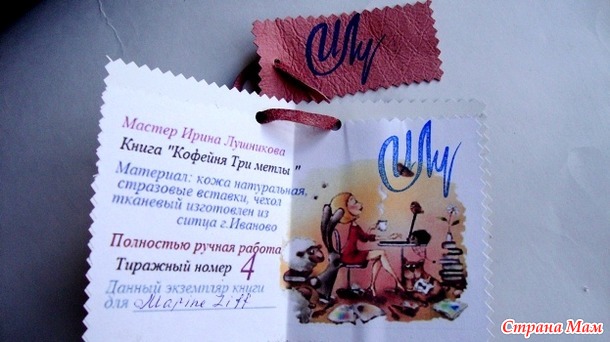 Мастер Ирина Лушникова
Книга "Кофейня Три метлы"
Материал: кожа натуральная,
стразовые вставки, чехол
тканевый изготовлен из
ситца г.Иваново
Полностью ручная работа
Тиражный номер 4
Данный экземпляр книги
для Marine Ziff
Страна Мам